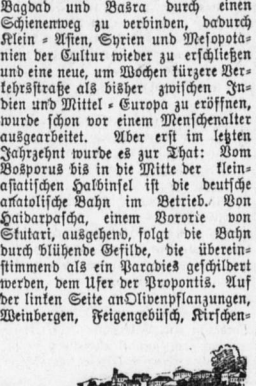 Bagdad und Basra durch einen
Schienenweg zu verbinden, dadurch
Klein - Asien, Syrien und Mesopota-
nien der Cultur wieder zu erschließen
und eine neue, um Wochen kürzere Ver-
kehrsstraße als bisher zwischen In-
dien und Mittel - Europa zu eröffnen,
wurde schon vor einem Menschenalter
ausgearbeitet. Aber erst im letzten
Jahrzehnt wurde es zur That: Vom
Bosporus bis in die Mitte der klein-
asiatischen Halbinsel ist die deutsche
anatolische Bahn im Betrieb. Von
Haidarpascha, einem Vororte von
Skutari, ausgehend, folgt die Bahn
durch blühende Gefilde, die überein-
stimmend als ein Paradies geschildert
werden, dem Ufer der Propontis. Auf
der linken Seite an Olivenpflanzungen,
Weinbergen, Feigengebüsch, Kirschen-